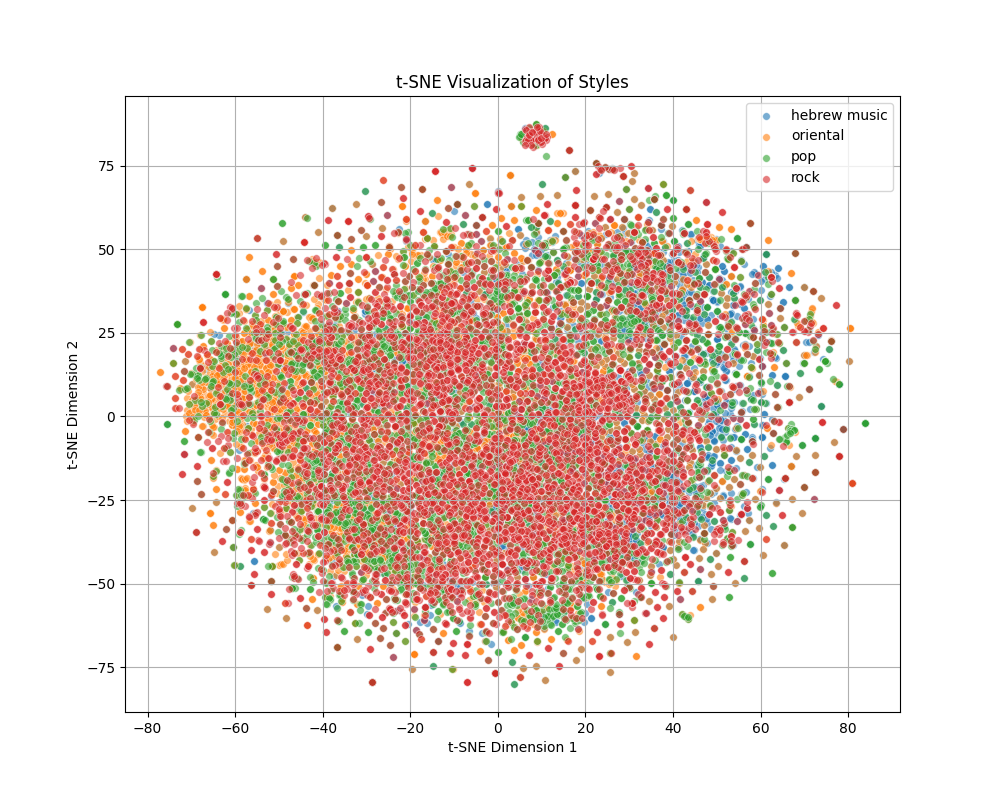 t-SNE Visualization of Styles
hebrew music
oriental
pop
rock
75
50
25
0
−25
−50
−75
t-SNE Dimension 2
−80
−60
−40
−20
0
20
40
60
80
t-SNE Dimension 1